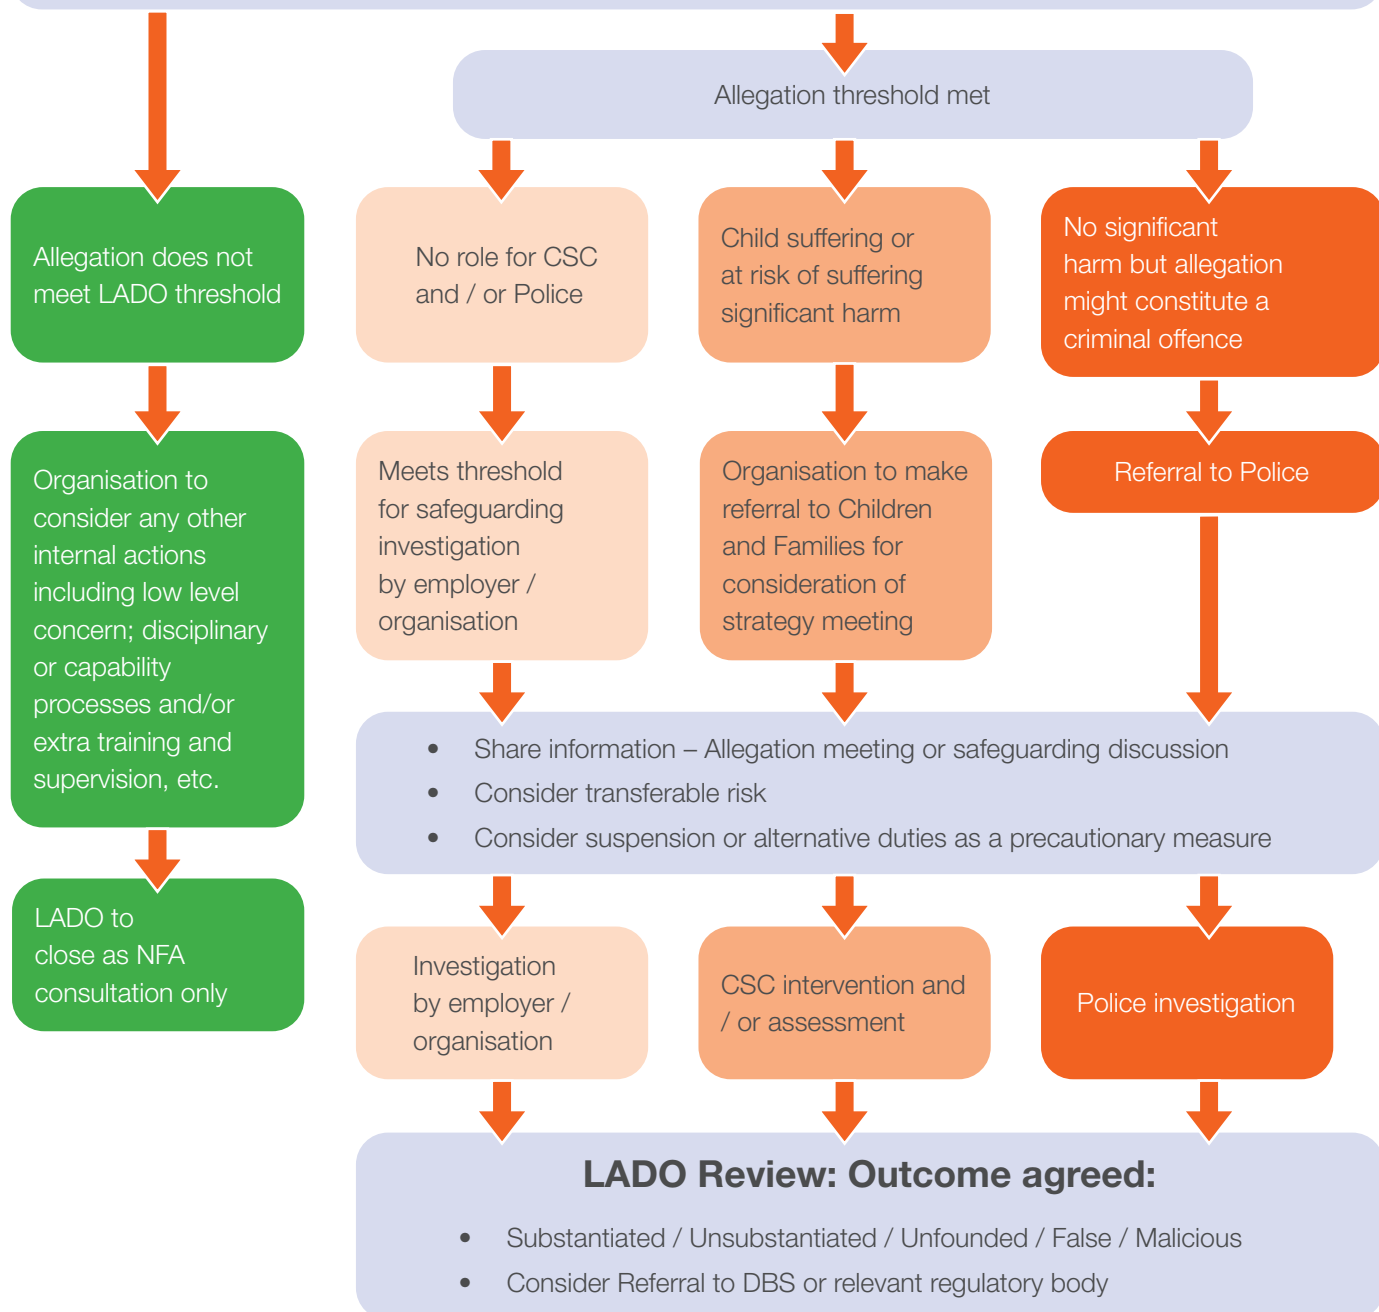 Allegation threshold met
Allegation does not
meet LADO threshold
No role for CSC
and / or Police
Child suffering or
at risk of suffering
significant harm
No significant
harm but allegation
might constitute a
criminal offence
Organisation to
consider any other
internal actions
including low level
concern; disciplinary
or capability
processes and/or
extra training and
supervision, etc.
Meets threshold
for safeguarding
investigation
by employer /
organisation
Organisation to make
referral to Children
and Families for
consideration of
strategy meeting
Referral to Police
• Share information – Allegation meeting or safeguarding discussion
• Consider transferable risk
• Consider suspension or alternative duties as a precautionary measure
LADO to
close as NFA
consultation only
Investigation
by employer /
organisation
CSC intervention and
/ or assessment
Police investigation
LADO Review: Outcome agreed:
• Substantiated / Unsubstantiated / Unfounded / False / Malicious
• Consider Referral to DBS or relevant regulatory body